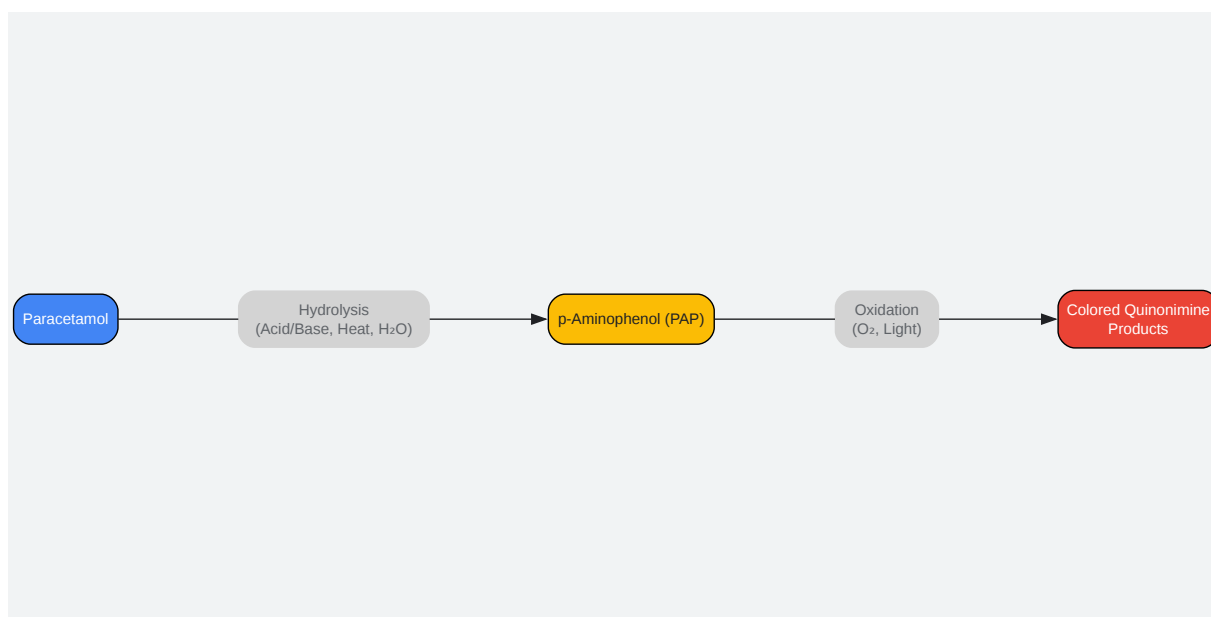 Paracetamol
Hydrolysis
(Acid/Base, Heat, H₂O)
p-Aminophenol (PAP)
Oxidation
(O₂, Light)
Colored Quinonimine
Products